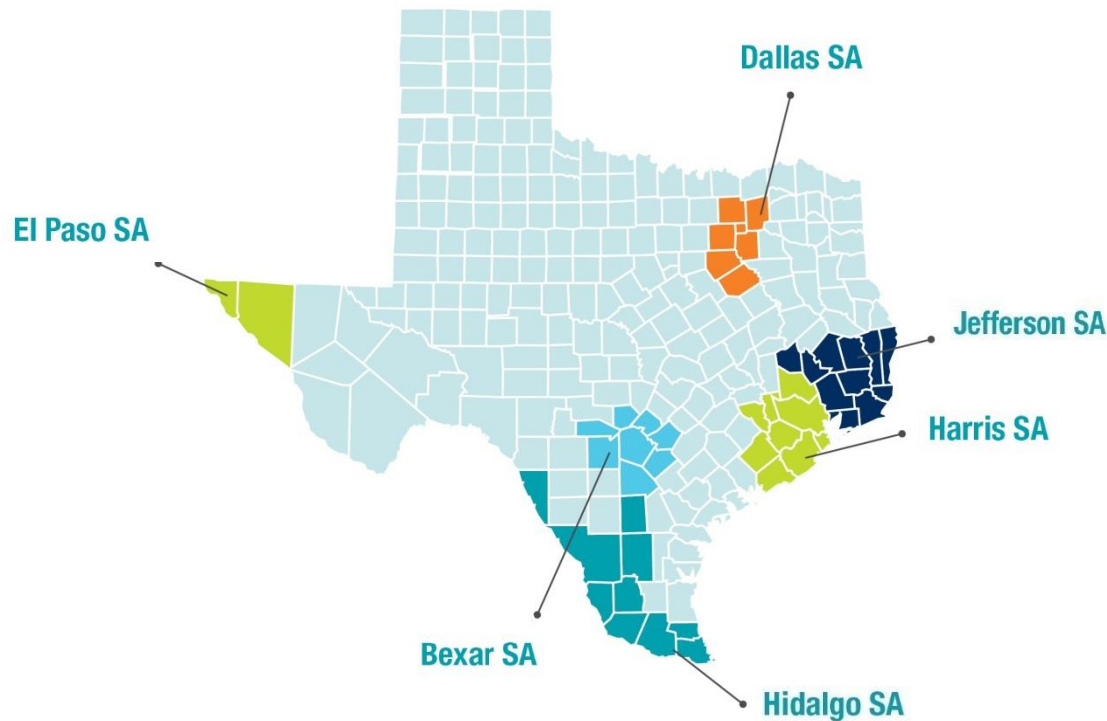 Dallas SA
El Paso SA
Jefferson SA
Harris SA
Bexar SA
Hidalgo SA